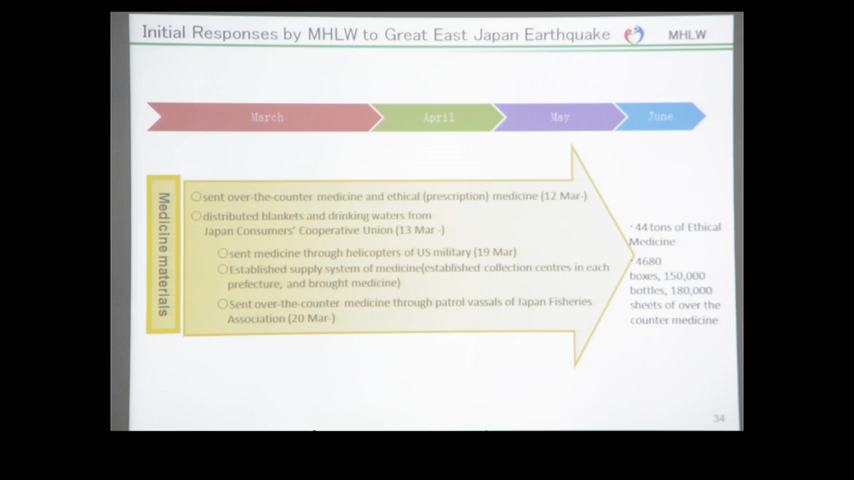 Initial Responses by MHLW to Great East Japan Earthquake
MHLW
March
April
May
June
Medicine materials
○sent over-the-counter medicine and ethical (prescription) medicine (12 Mar-)
○distributed blankets and drinking waters from
Japan Consumers' Cooperative Union (13 Mar -)
○sent medicine through helicopters of US military (19 Mar)
○Established supply system of medicine(established collection centres in each
prefecture, and brought medicine)
○Sent over-the-counter medicine through patrol vassals of Japan Fisheries
Association (20 Mar-)
・44 tons of Ethical
Medicine
・4680
boxes, 150,000
bottles, 180,000
sheets of over the
counter medicine
34